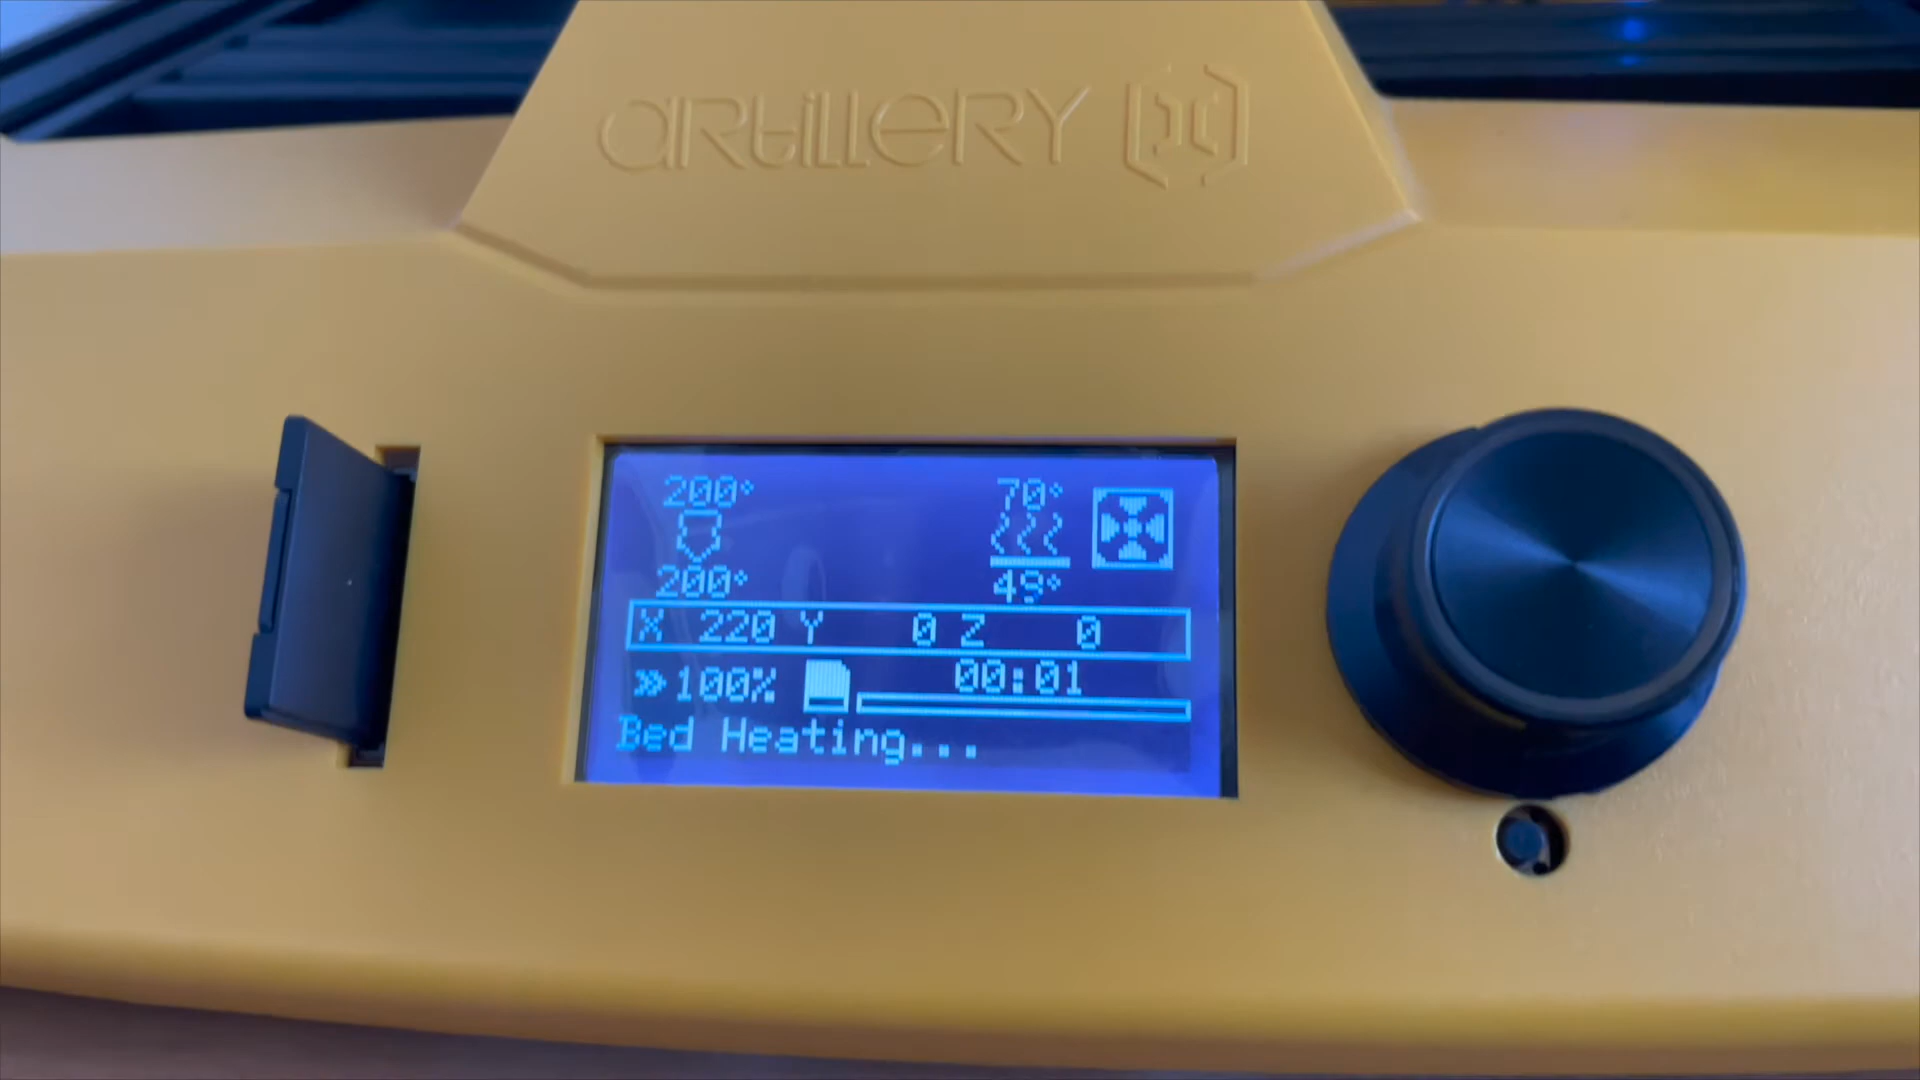 artillery
200° 70°
200° 49°
X 220 Y 0 Z 0
»100% 00:01
Bed Heating...